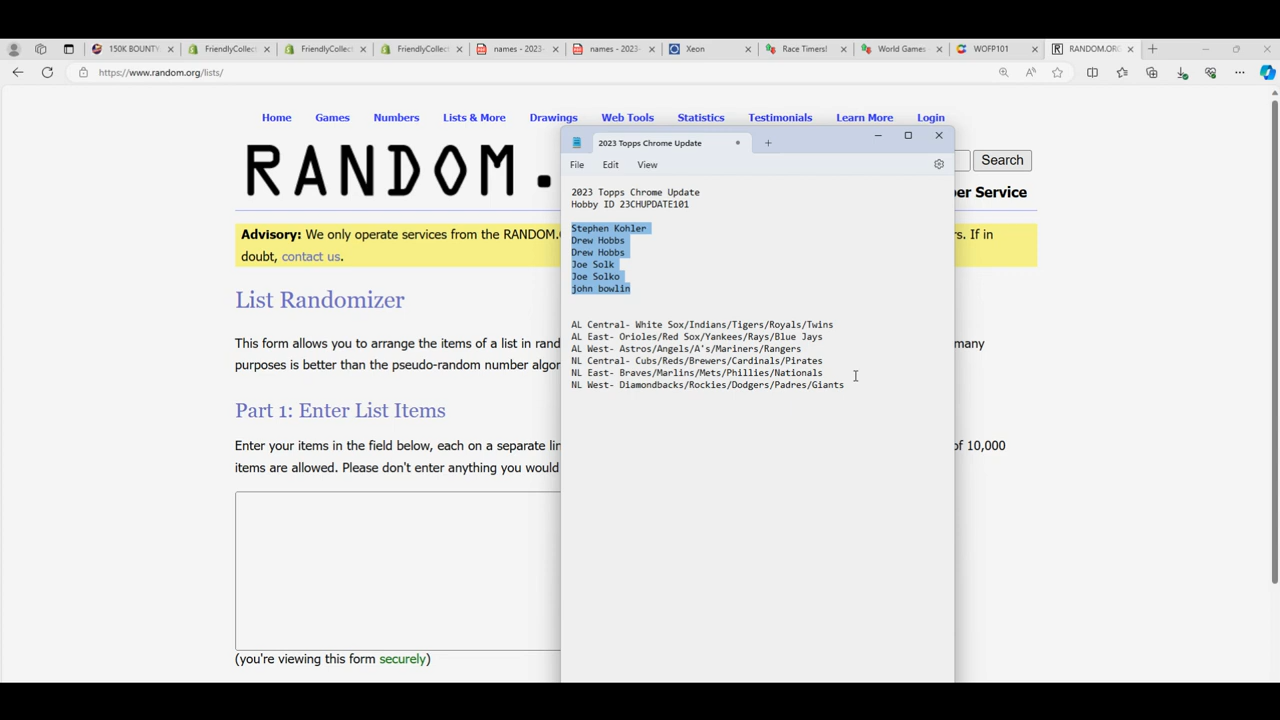 150K BOUNTY
FriendlyCollect
FriendlyCollect
FriendlyCollect
names - 2023-
names - 2023-
Xeon
Race Timers!
World Games
WOFP101
RANDOM.ORG
https://www.random.org/lists/
Home
Games
Numbers
Lists & More
Drawings
Web Tools
Statistics
Testimonials
Learn More
Login
RANDOM.
Search
per Service
Advisory: We only operate services from the RANDOM.
s. If in
doubt, contact us.
List Randomizer
This form allows you to arrange the items of a list in rand
many
purposes is better than the pseudo-random number algor
Part 1: Enter List Items
Enter your items in the field below, each on a separate lin
of 10,000
items are allowed. Please don't enter anything you would
(you're viewing this form securely)
2023 Topps Chrome Update
File
Edit
View
2023 Topps Chrome Update
Hobby ID 23CHUPDATE101
Stephen Kohler
Drew Hobbs
Drew Hobbs
Joe Solk
Joe Solko
john bowlin
AL Central- White Sox/Indians/Tigers/Royals/Twins
AL East- Orioles/Red Sox/Yankees/Rays/Blue Jays
AL West- Astros/Angels/A's/Mariners/Rangers
NL Central- Cubs/Reds/Brewers/Cardinals/Pirates
NL East- Braves/Marlins/Mets/Phillies/Nationals
NL West- Diamondbacks/Rockies/Dodgers/Padres/Giants